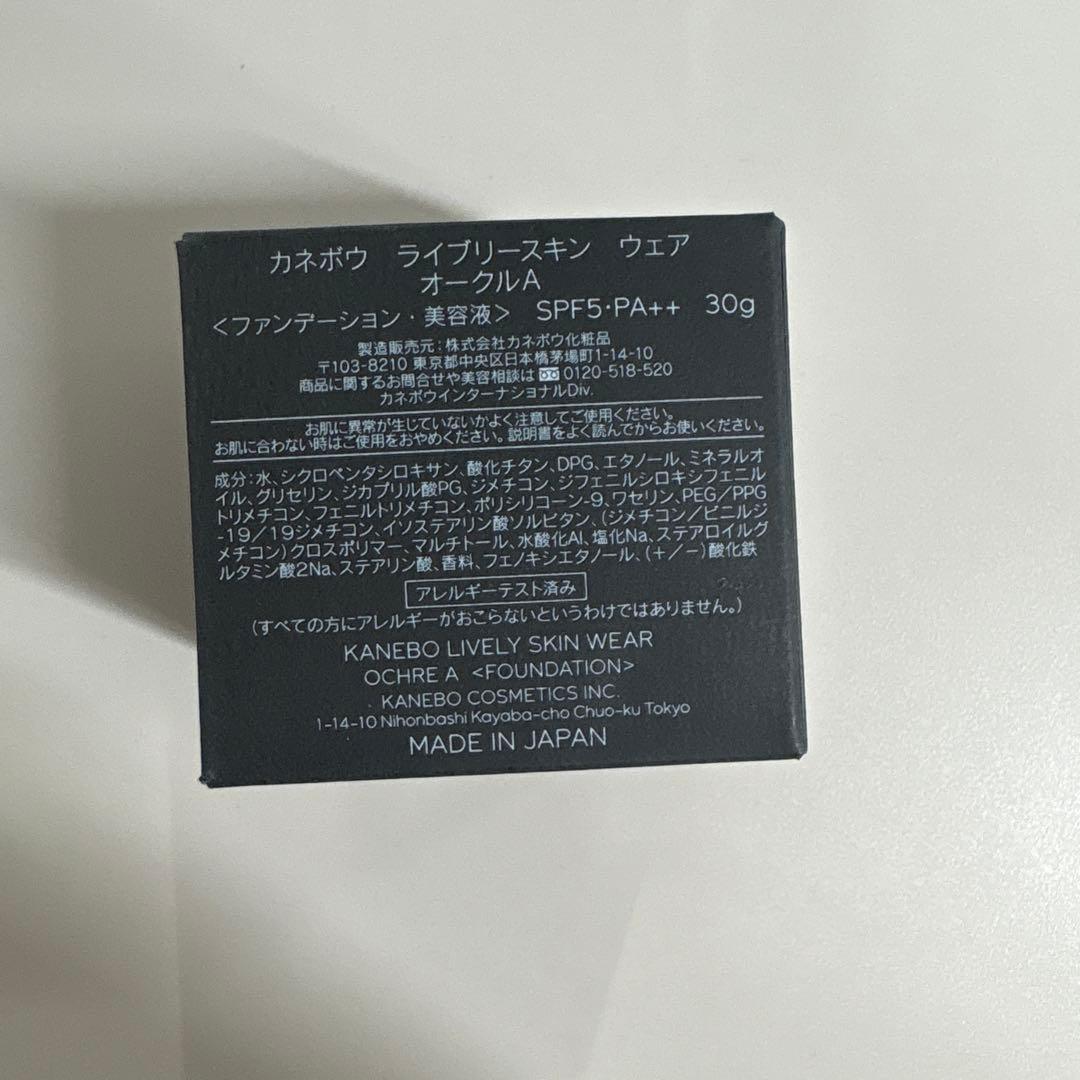 カネボウ ライブリースキン ウェア
オークルA
<ファンデーション・美容液> SPF5・PA++ 30g
製造販売元:株式会社カネボウ化粧品
〒103-8210 東京都中央区日本橋茅場町1-14-10
商品に関するお問合せや美容相談は 0120-518-520
カネボウインターナショナルDiv.
お肌に異常が生じていないかよく注意してご使用ください。
お肌に合わない時はご使用をおやめください。説明書をよく読んでからお使いください。
成分:水、シクロペンタシロキサン、酸化チタン、DPG、エタノール、ミネラルオ
イル、グリセリン、ジカプリル酸PG、ジメチコン、ジフェニルシロキシフェニル
トリメチコン、フェニルトリメチコン、ポリシリコーン-9、ワセリン、PEG/PPG
-19/19ジメチコン、イソステアリン酸ソルビタン、(ジメチコン/ビニルジ
メチコン)クロスポリマー、マルチトール、水酸化Al、塩化Na、ステアロイルグ
ルタミン酸2Na、ステアリン酸、香料、フェノキシエタノール、(+/-)酸化鉄
アレルギーテスト済み
(すべての方にアレルギーがおこらないというわけではありません。)
KANEBO LIVELY SKIN WEAR
OCHRE A <FOUNDATION>
KANEBO COSMETICS INC.
1-14-10 Nihonbashi Kayaba-cho Chuo-ku Tokyo
MADE IN JAPAN